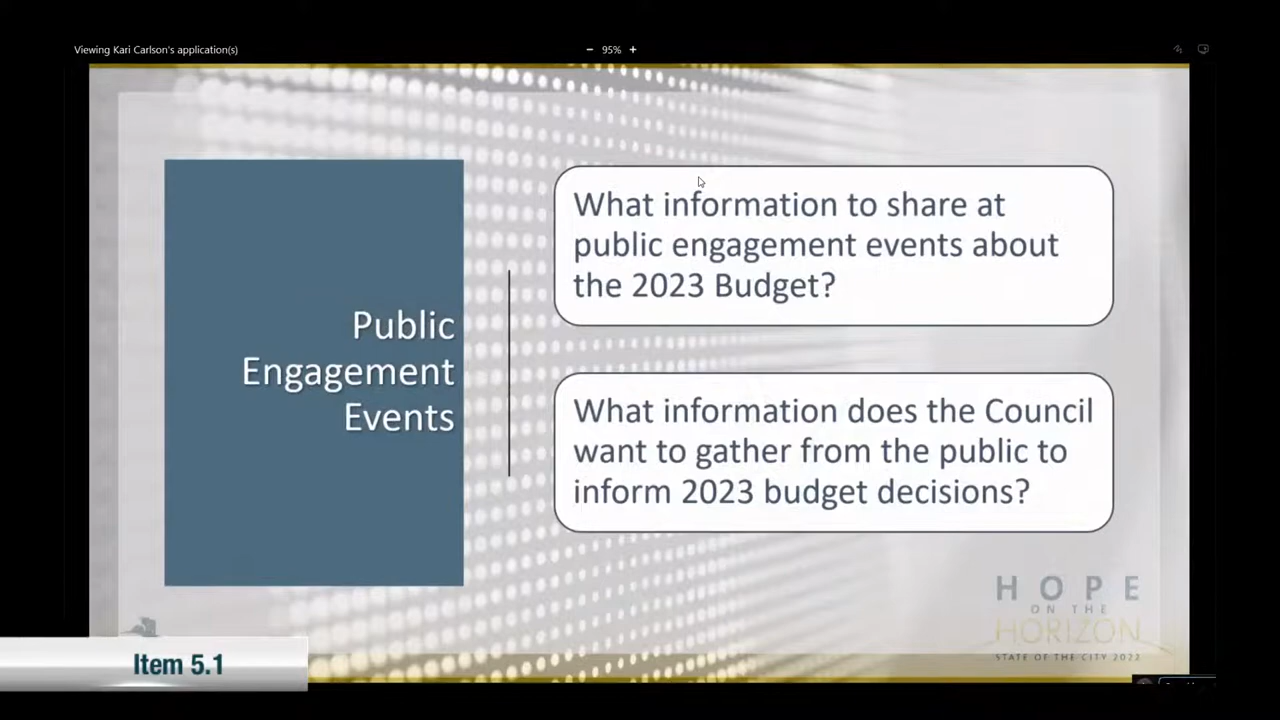 Viewing Kari Carlson's application(s)
− 95% +
Public
Engagement
Events
What information to share at
public engagement events about
the 2023 Budget?
What information does the Council
want to gather from the public to
inform 2023 budget decisions?
HOPE
ON THE
HORIZON
STATE OF THE CITY 2022
Item 5.1